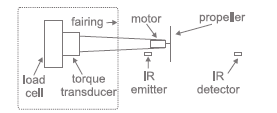 fairing
motor
propeller
load
cell
torque
transducer
IR
emitter
IR
detector